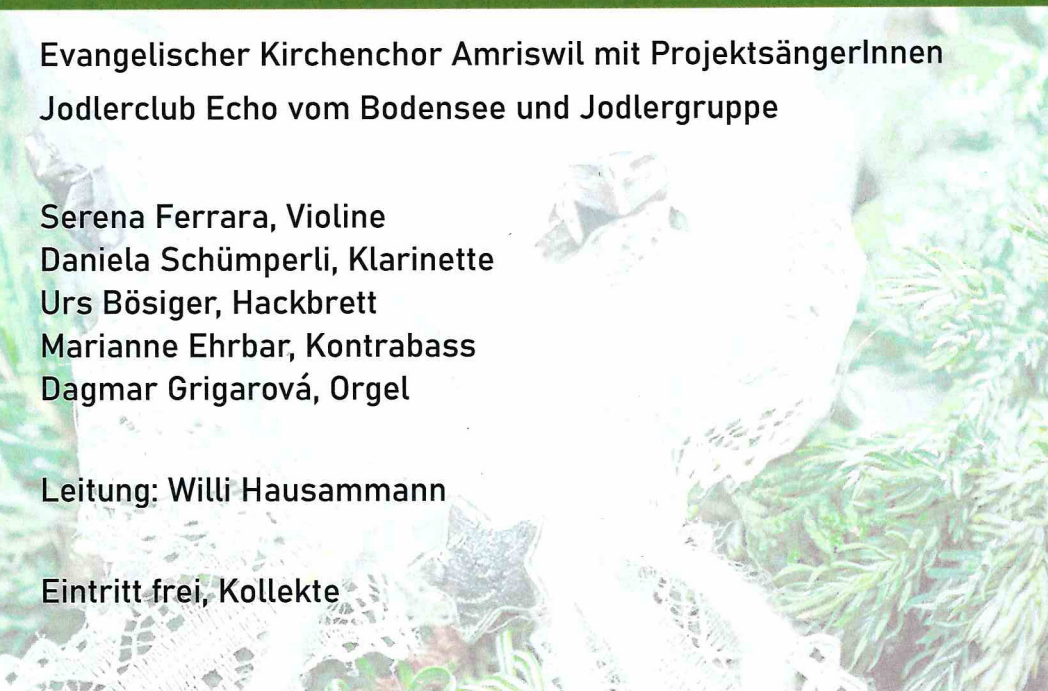 Evangelischer Kirchenchor Amriswil mit ProjektsängerInnen
Jodlerclub Echo vom Bodensee und Jodlergruppe
Serena Ferrara, Violine
Daniela Schümperli, Klarinette
Urs Bösiger, Hackbrett
Marianne Ehrbar, Kontrabass
Dagmar Grigarová, Orgel
Leitung: Willi Hausammann
Eintritt frei, Kollekte